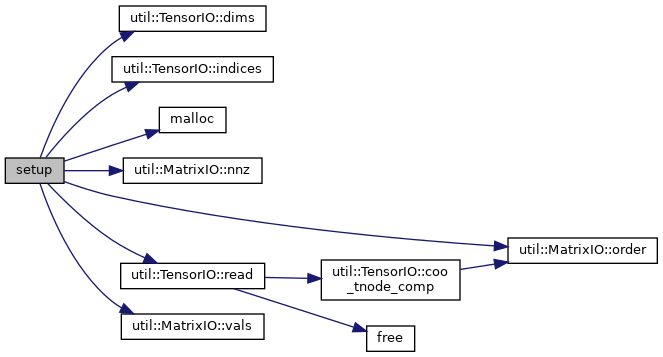 util::TensorIO::dims
util::TensorIO::indices
malloc
setup
util::MatrixIO::nnz
util::MatrixIO::order
util::TensorIO::read
util::TensorIO::coo
_tnode_comp
util::MatrixIO::vals
free